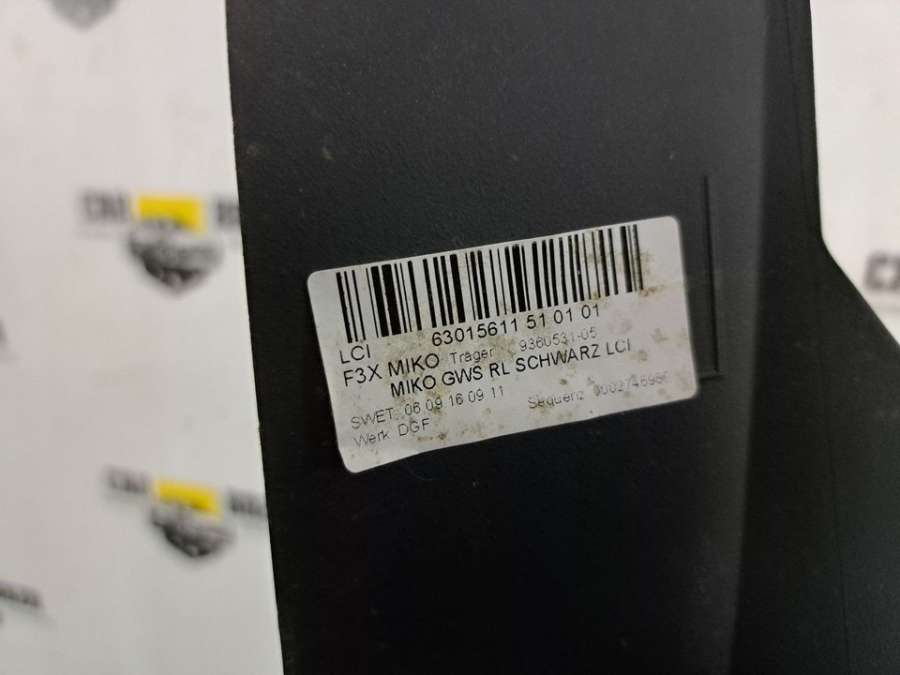 63015611 51 01 01
LCI
F3X MIKO Träger 9360531-05
MIKO GWS RL SCHWARZ LCI
SWET 06 09 16 09 11 Sequenz
Werk DGF